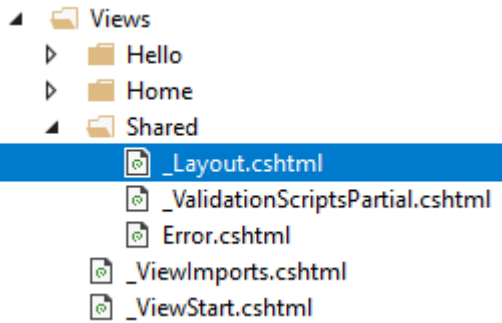 Views
Hello
Home
Shared
_Layout.cshtml
_ValidationScriptsPartial.cshtml
Error.cshtml
_ViewImports.cshtml
_ViewStart.cshtml